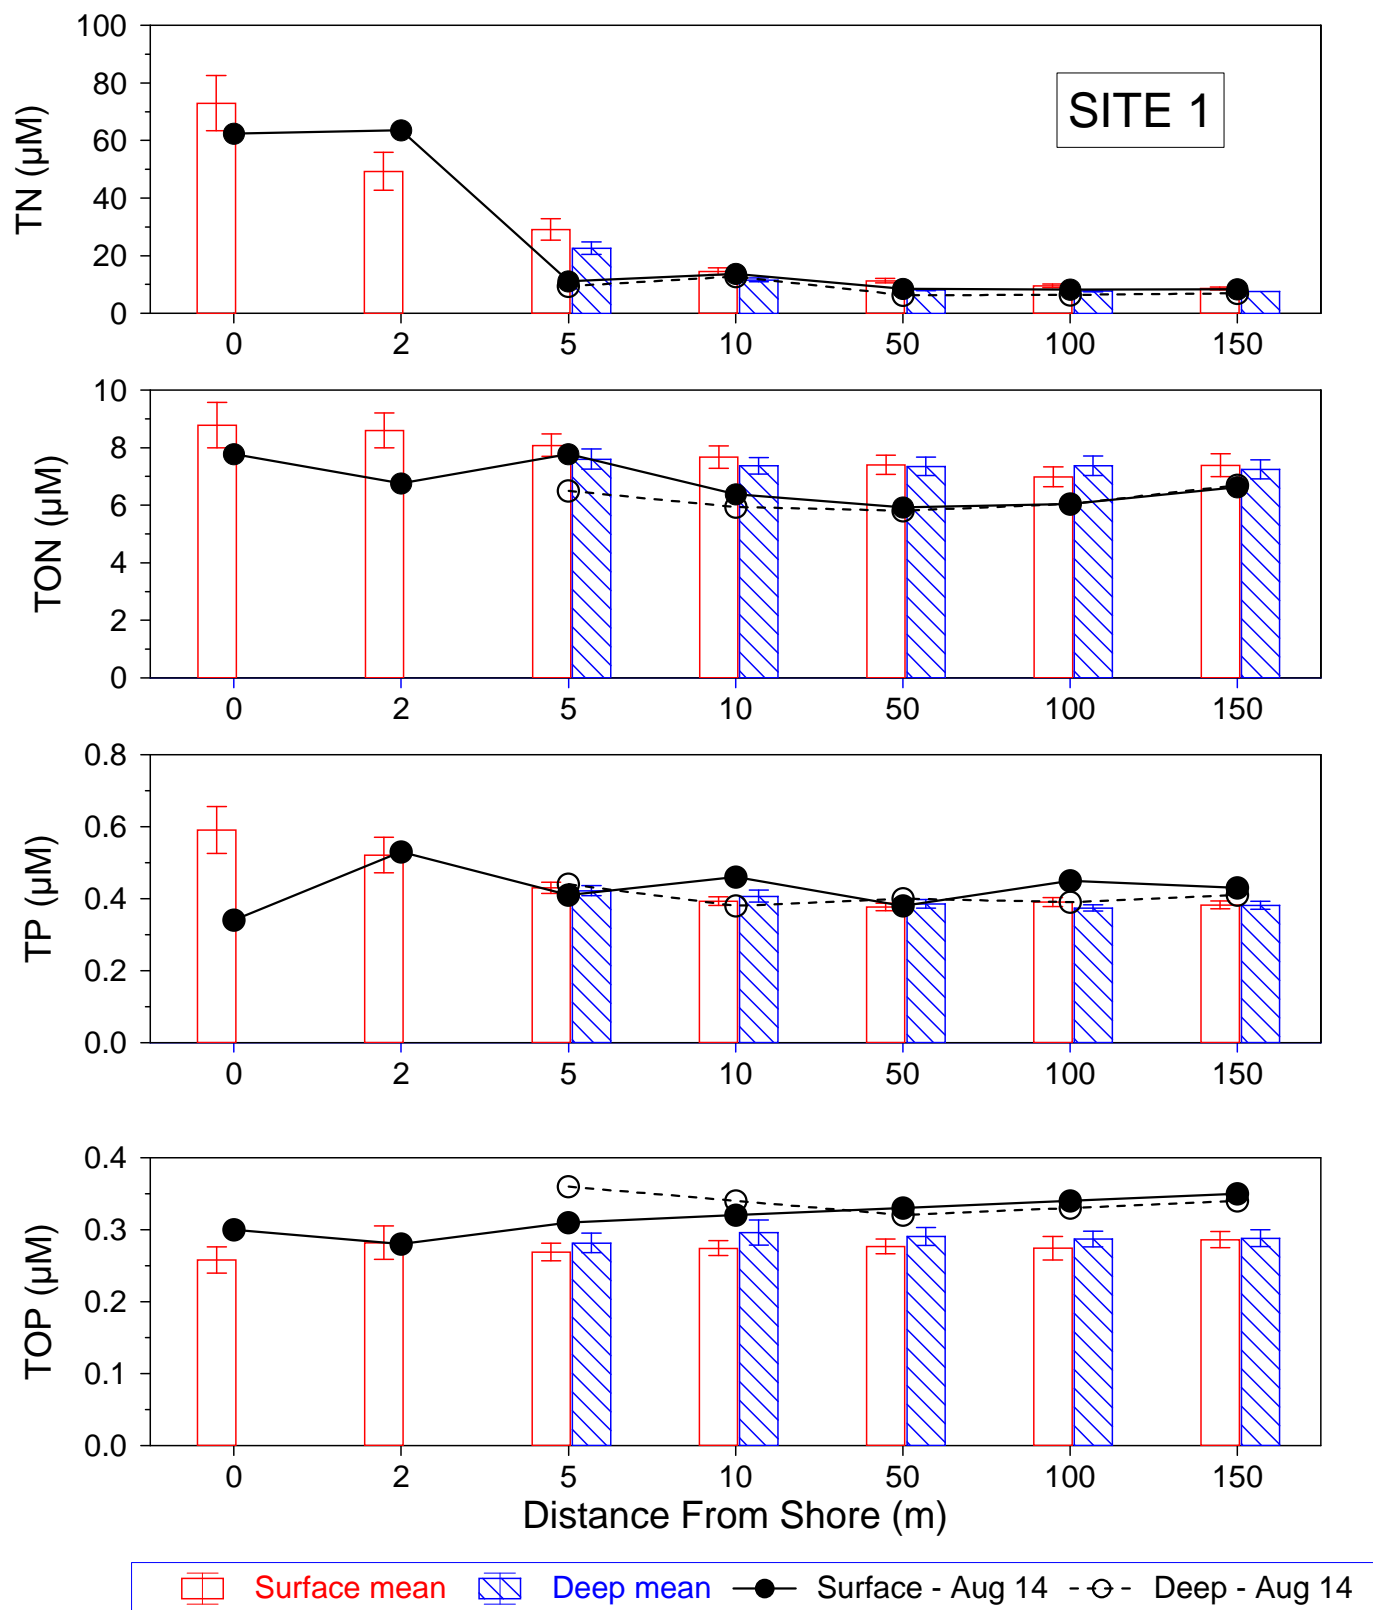 100
80
60
40
20
0
TN (µM)
SITE 1
0 2 5 10 50 100 150
10
8
6
4
2
0
TON (µM)
0 2 5 10 50 100 150
0.8
0.6
0.4
0.2
0.0
TP (µM)
0 2 5 10 50 100 150
0.4
0.3
0.2
0.1
0.0
TOP (µM)
0 2 5 10 50 100 150
Distance From Shore (m)
Surface mean Deep mean Surface - Aug 14 Deep - Aug 14